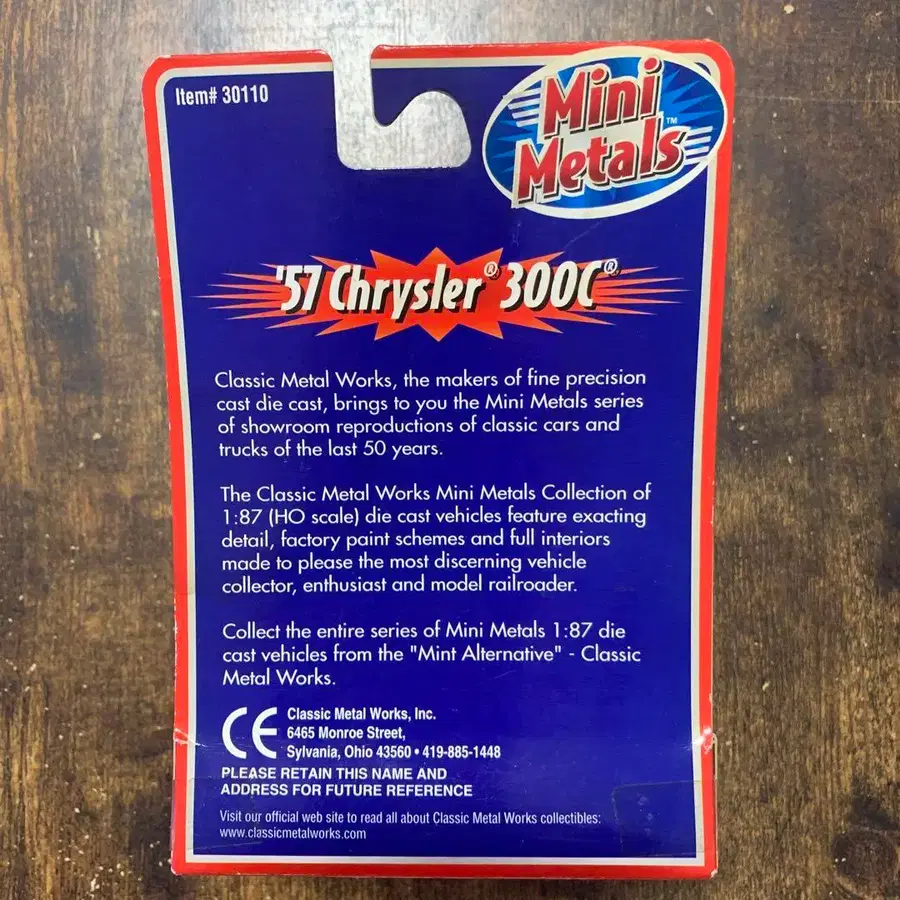 Item# 30110
Mini
Metals™
'57 Chrysler® 300C®
Classic Metal Works, the makers of fine precision
cast die cast, brings to you the Mini Metals series
of showroom reproductions of classic cars and
trucks of the last 50 years.
The Classic Metal Works Mini Metals Collection of
1:87 (HO scale) die cast vehicles feature exacting
detail, factory paint schemes and full interiors
made to please the most discerning vehicle
collector, enthusiast and model railroader.
Collect the entire series of Mini Metals 1:87 die
cast vehicles from the "Mint Alternative" - Classic
Metal Works.
CE
Classic Metal Works, Inc.
6465 Monroe Street,
Sylvania, Ohio 43560 • 419-885-1448
PLEASE RETAIN THIS NAME AND
ADDRESS FOR FUTURE REFERENCE
Visit our official web site to read all about Classic Metal Works collectibles:
www.classicmetalworks.com